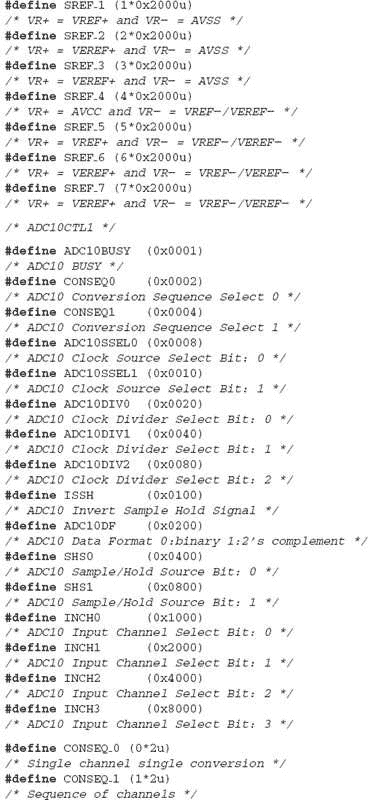 #define SREF_1 (1*0x2000u)
/* VR+ = VREF+ and VR− = AVSS */
#define SREF_2 (2*0x2000u)
/* VR+ = VEREF+ and VR− = AVSS */
#define SREF_3 (3*0x2000u)
/* VR+ = VEREF+ and VR− = AVSS */
#define SREF_4 (4*0x2000u)
/* VR+ = AVCC and VR− = VREF−/VEREF− */
#define SREF_5 (5*0x2000u)
/* VR+ = VREF+ and VR− = VREF−/VEREF− */
#define SREF_6 (6*0x2000u)
/* VR+ = VEREF+ and VR− = VREF−/VEREF− */
#define SREF_7 (7*0x2000u)
/* VR+ = VEREF+ and VR− = VREF−/VEREF− */
/* ADC10CTL1 */
#define ADC10BUSY (0x0001)
/* ADC10 BUSY */
#define CONSEQ0 (0x0002)
/* ADC10 Conversion Sequence Select 0 */
#define CONSEQ1 (0x0004)
/* ADC10 Conversion Sequence Select 1 */
#define ADC10SSEL0 (0x0008)
/* ADC10 Clock Source Select Bit: 0 */
#define ADC10SSEL1 (0x0010)
/* ADC10 Clock Source Select Bit: 1 */
#define ADC10DIV0 (0x0020)
/* ADC10 Clock Divider Select Bit: 0 */
#define ADC10DIV1 (0x0040)
/* ADC10 Clock Divider Select Bit: 1 */
#define ADC10DIV2 (0x0080)
/* ADC10 Clock Divider Select Bit: 2 */
#define ISSH (0x0100)
/* ADC10 Invert Sample Hold Signal */
#define ADC10DF (0x0200)
/* ADC10 Data Format 0:binary 1:2's complement */
#define SHS0 (0x0400)
/* ADC10 Sample/Hold Source Bit: 0 */
#define SHS1 (0x0800)
/* ADC10 Sample/Hold Source Bit: 1 */
#define INCH0 (0x1000)
/* ADC10 Input Channel Select Bit: 0 */
#define INCH1 (0x2000)
/* ADC10 Input Channel Select Bit: 1 */
#define INCH2 (0x4000)
/* ADC10 Input Channel Select Bit: 2 */
#define INCH3 (0x8000)
/* ADC10 Input Channel Select Bit: 3 */
#define CONSEQ_0 (0*2u)
/* Single channel single conversion */
#define CONSEQ_1 (1*2u)
/* Sequence of channels */